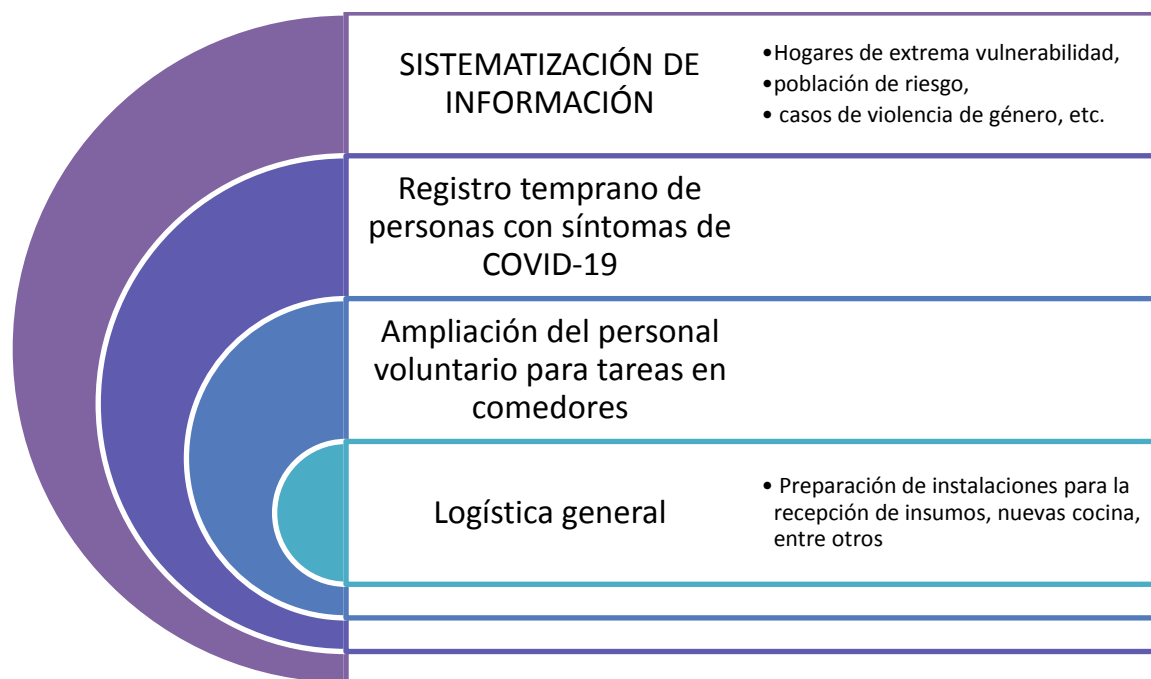 SISTEMATIZACIÓN DE
INFORMACIÓN
•Hogares de extrema vulnerabilidad,
•población de riesgo,
• casos de violencia de género, etc.
Registro temprano de
personas con síntomas de
COVID-19
Ampliación del personal
voluntario para tareas en
comedores
Logística general
• Preparación de instalaciones para la
recepción de insumos, nuevas cocina,
entre otros